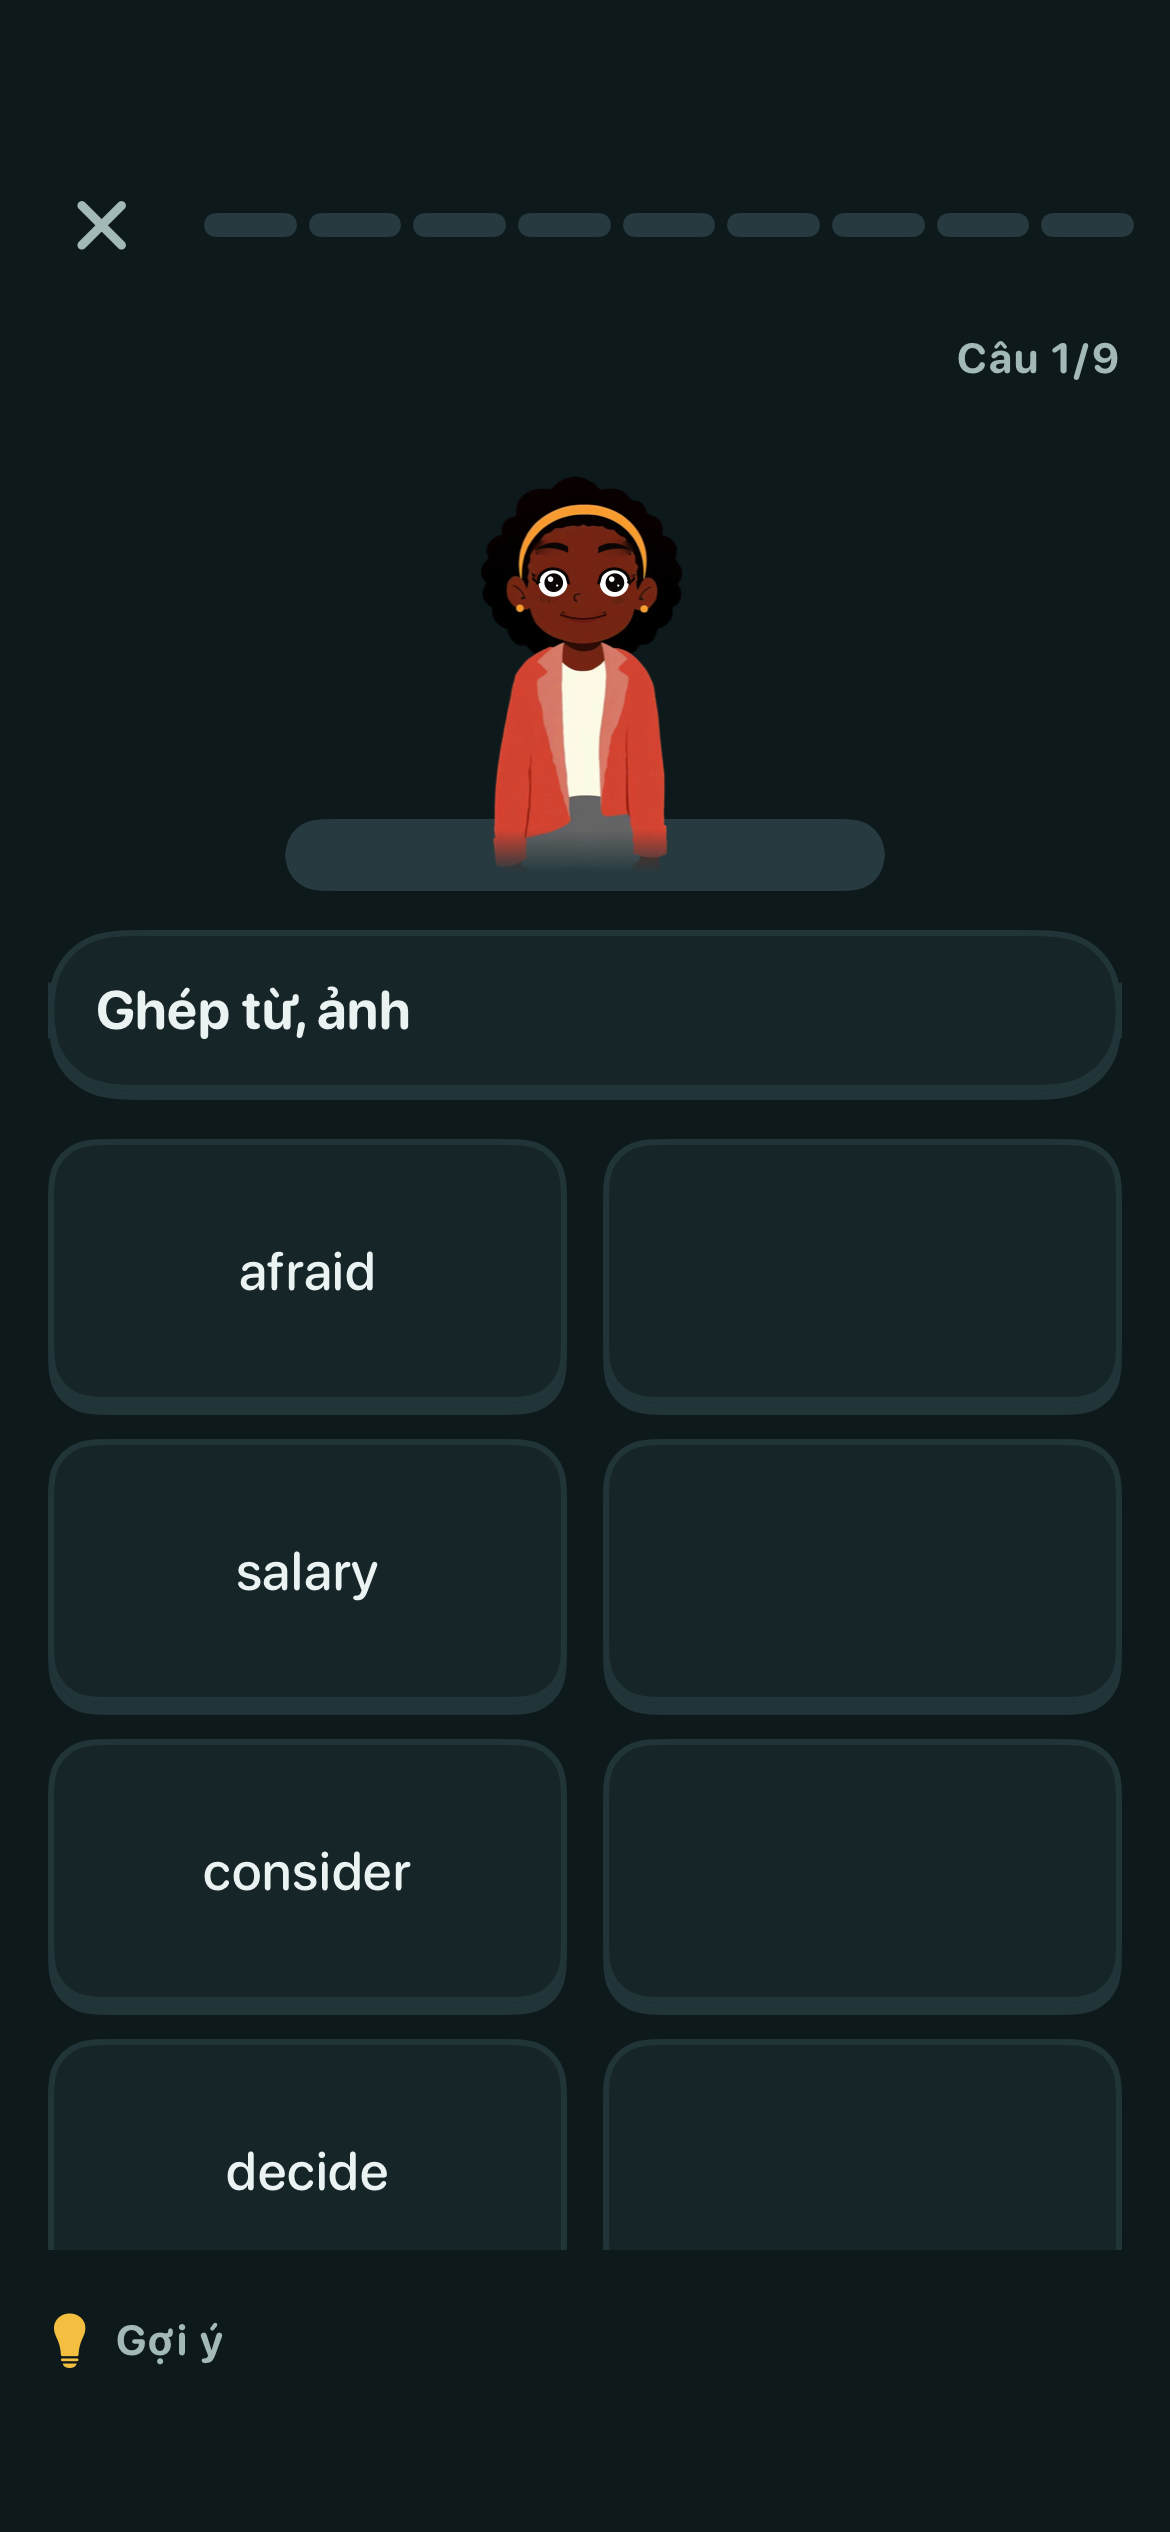 Câu 1/9
Ghép từ, ảnh
afraid
salary
consider
decide
Gợi ý